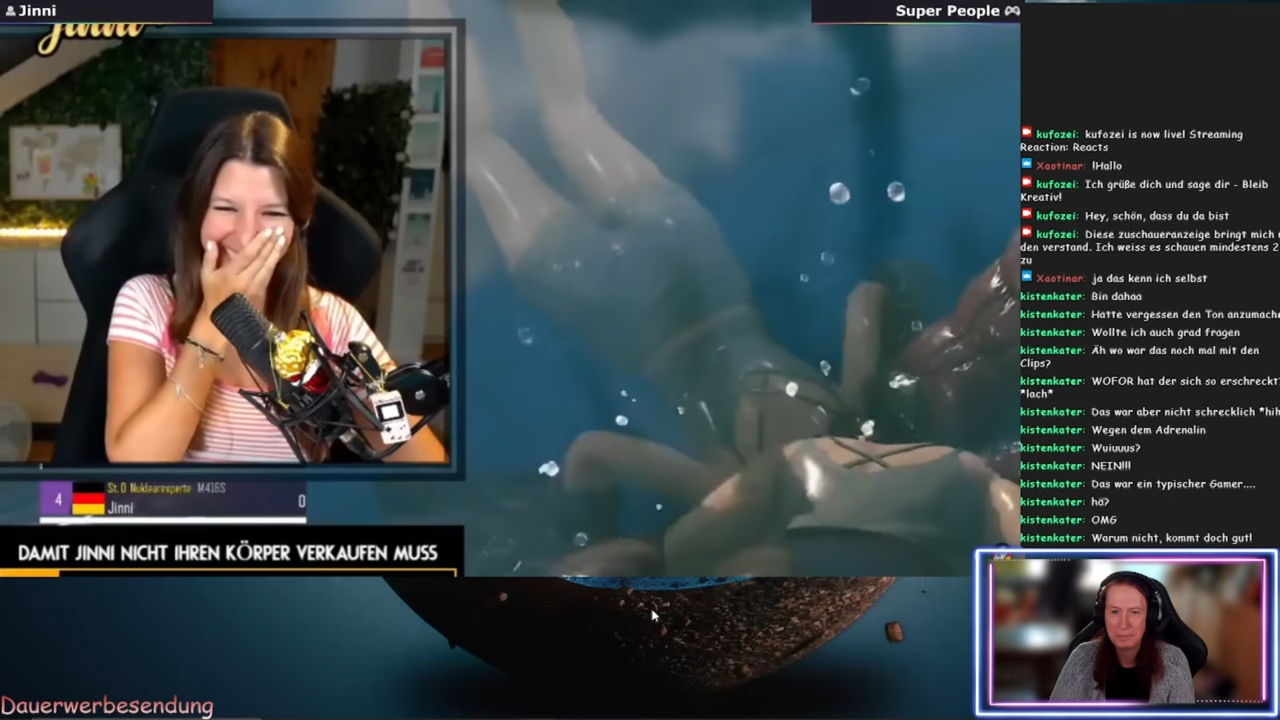 Jinni
Super People
Jinni
4
St.0 Nuklearexperte M416S
Jinni
0
DAMIT JINNI NICHT IHREN KÖRPER VERKAUFEN MUSS
Dauerwerbesendung
kufozei: kufozei is now live! Streaming
Reaction: Reacts
Xaotinar: !Hallo
kufozei: Ich grüße dich und sage dir - Bleib
Kreativ!
kufozei: Hey, schön, dass du da bist
kufozei: Diese zuschaueranzeige bringt mich u
den verstand. Ich weiss es schauen mindestens 2
zu
Xaotinar: ja das kenn ich selbst
kistenkater: Bin dahaa
kistenkater: Hatte vergessen den Ton anzumache
kistenkater: Wollte ich auch grad fragen
kistenkater: Äh wo war das noch mal mit den
Clips?
kistenkater: WOFOR hat der sich so erschreckt?
*lach*
kistenkater: Das war aber nicht schrecklich *hih
kistenkater: Wegen dem Adrenalin
kistenkater: Wuiuuus?
kistenkater: NEIN!!!
kistenkater: Das war ein typischer Gamer....
kistenkater: hä?
kistenkater: OMG
kistenkater: Warum nicht, kommt doch gut!